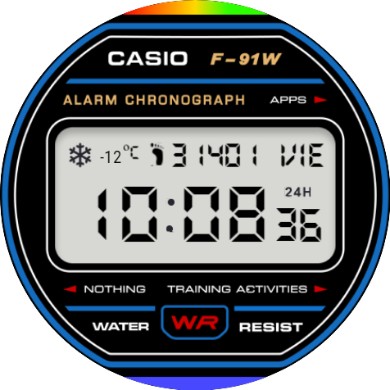 CASIO F-91W
ALARM CHRONOGRAPH APPS
-12°C 31401 VIE
24H
10:08 36
NOTHING TRAINING & ACTIVITIES
WATER WR RESIST